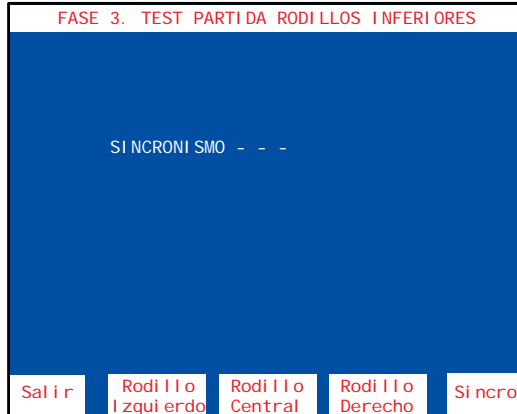 FASE 3. TEST PARTIDA RODILLOS INFERIORES
SINCRONISMO - - -
Salir
Rodillo
Izquierdo
Rodillo
Central
Rodillo
Derecho
Sincro